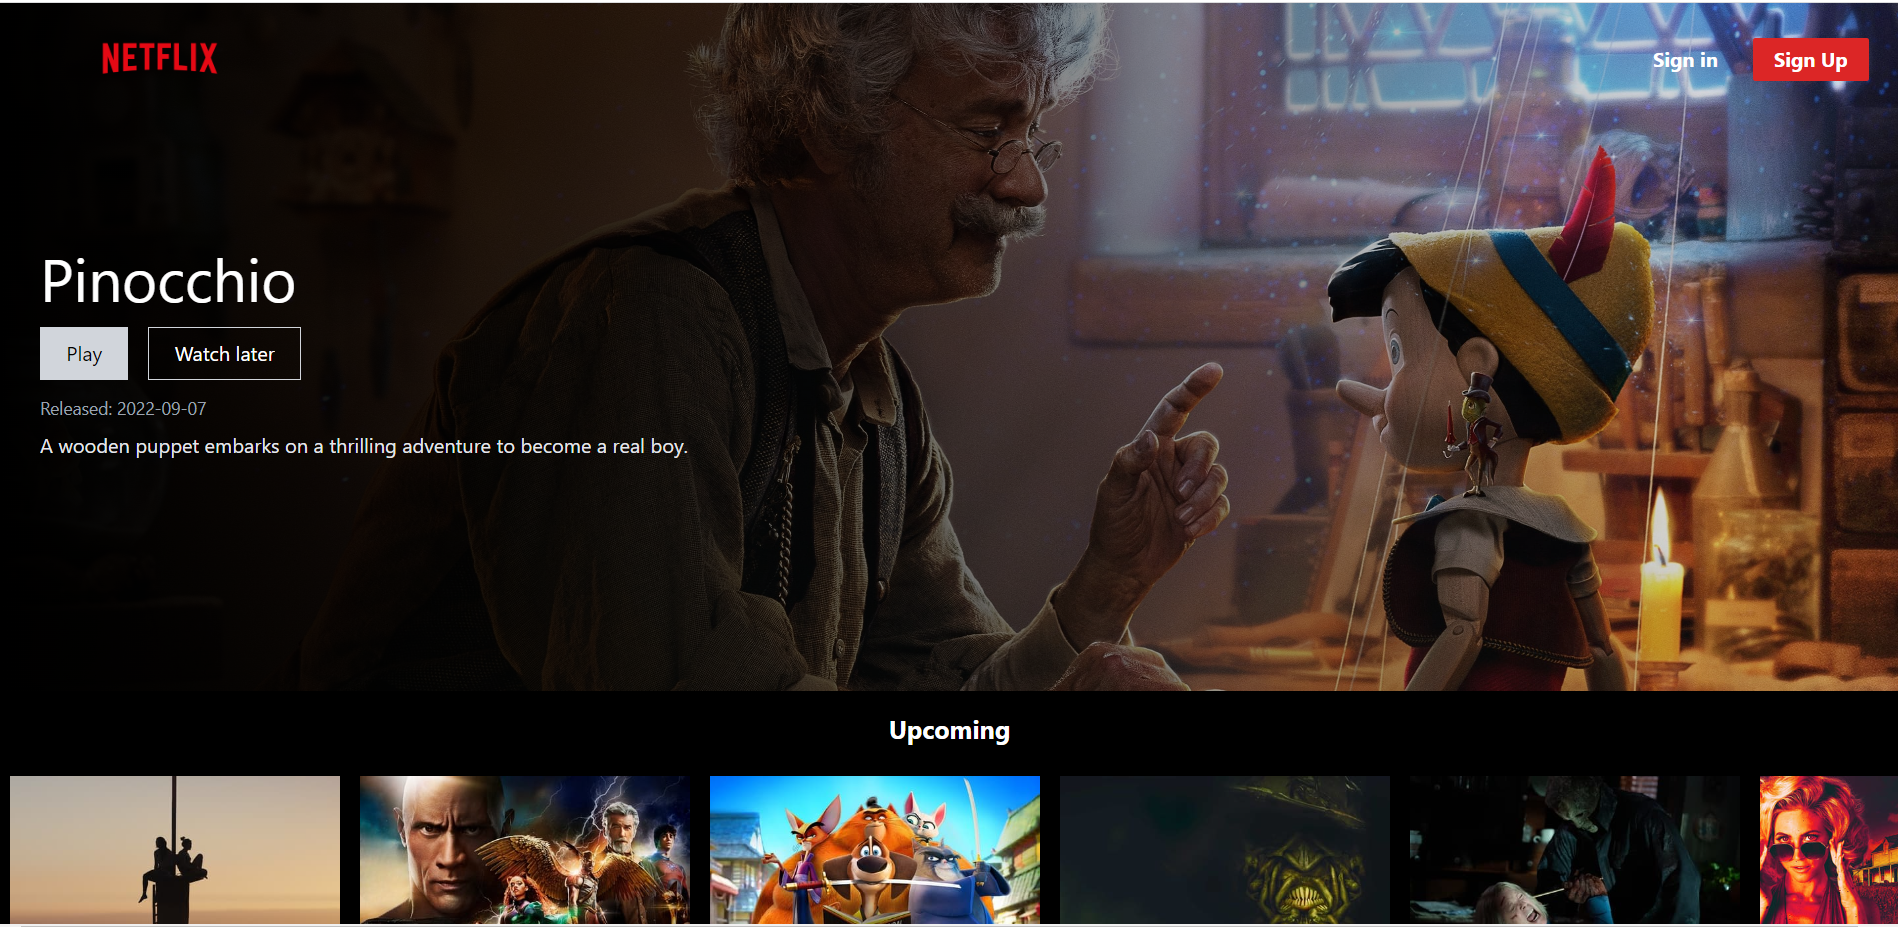 NETFLIX
Sign in
Sign Up
Pinocchio
Play
Watch later
Released: 2022-09-07
A wooden puppet embarks on a thrilling adventure to become a real boy.
Upcoming